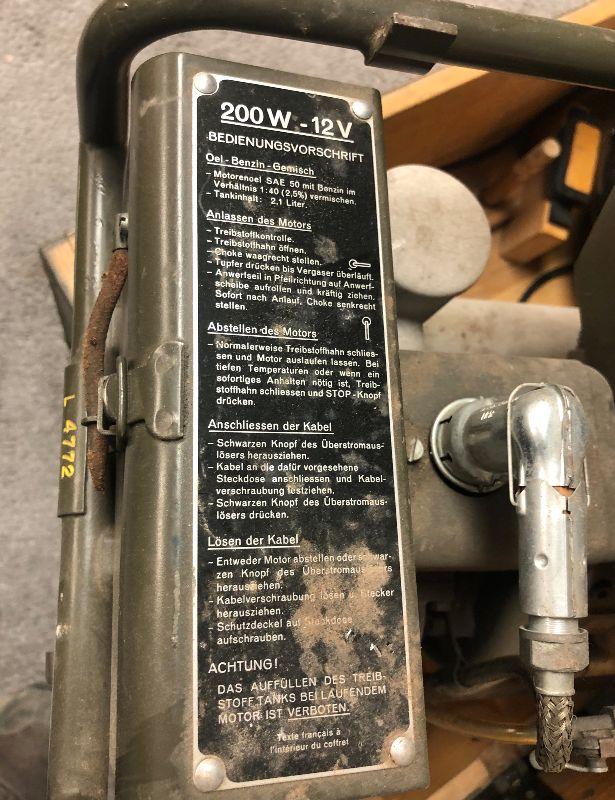 200 W - 12 V
BEDIENUNGSVORSCHRIFT
Oel - Benzin - Gemisch
- Motorenoel SAE 50 mit Benzin im
Verhältnis 1:40 (2,5%) vermischen.
- Tankinhalt: 2,1 Liter.
Anlassen des Motors
- Treibstoffkontrolle.
- Treibstoffhahn öffnen.
- Choke waagrecht stellen.
- Tupfer drücken bis Vergaser überläuft.
- Anwerfseil in Pfeilrichtung auf Anwerf-
scheibe aufrollen und kräftig ziehen.
Sofort nach Anlauf, Choke senkrecht
stellen.
Abstellen des Motors
- Normalerweise Treibstoffhahn schlies-
sen und Motor auslaufen lassen. Bei
tiefen Temperaturen oder wenn ein
sofortiges Anhalten nötig ist, Treib-
stoffhahn schliessen und STOP-Knopf
drücken.
Anschliessen der Kabel
- Schwarzen Knopf des Überstromaus-
lösers herausziehen.
- Kabel an die dafür vorgesehene
Steckdose anschliessen und Kabel-
verschraubung festziehen.
- Schwarzen Knopf des Überstromaus-
lösers drücken.
Lösen der Kabel
- Entweder Motor abstellen oder schwar-
zen Knopf des Überstromauslösers
herausziehen.
- Kabelverschraubung lösen u. Stecker
herausziehen.
- Schutzdeckel auf Steckdose
aufschrauben.
ACHTUNG!
DAS AUFFÜLLEN DES TREIB-
STOFFTANKS BEI LAUFENDEM
MOTOR IST VERBOTEN.
Texte français à
l'intérieur du coffret
L 4772